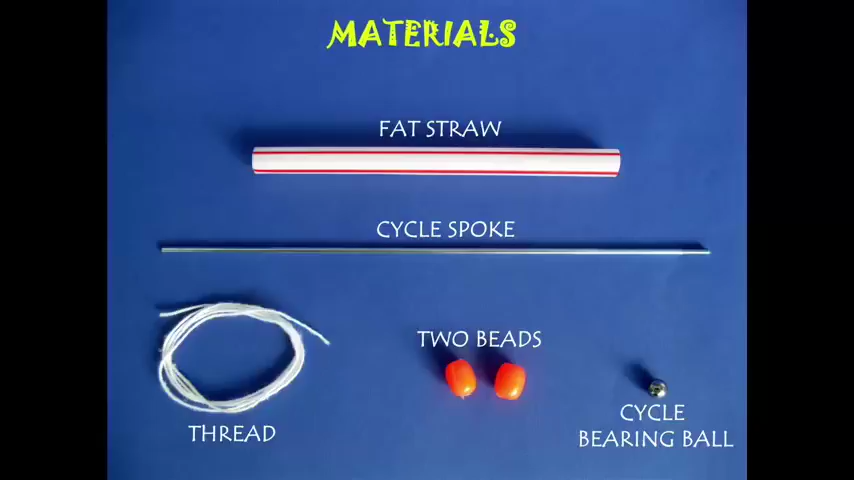 MATERIALS
FAT STRAW
CYCLE SPOKE
TWO BEADS
THREAD
CYCLE
BEARING BALL